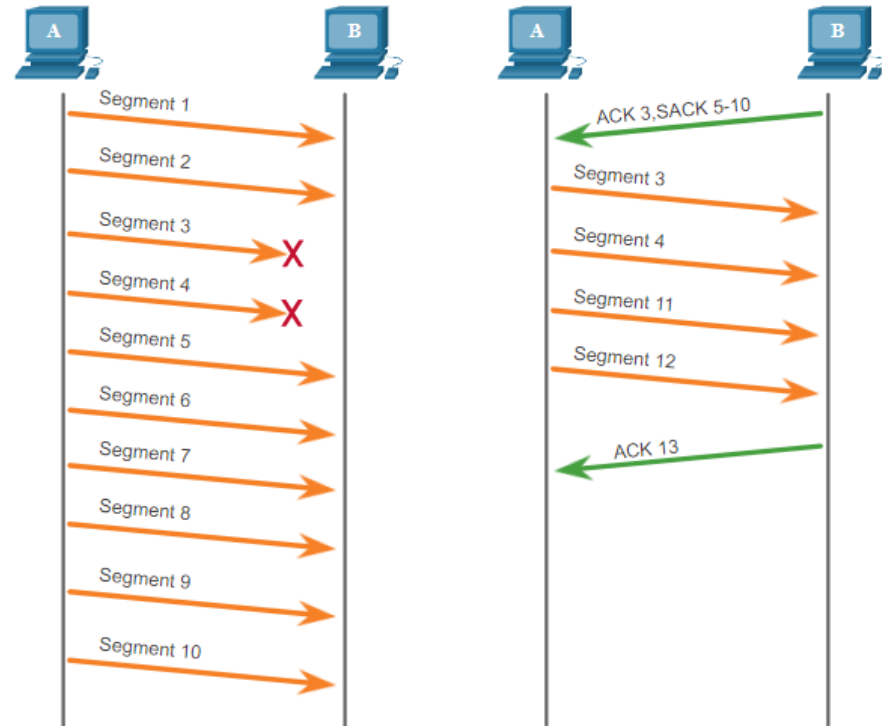 A
B
Segment 1
Segment 2
Segment 3
Segment 4
Segment 5
Segment 6
Segment 7
Segment 8
Segment 9
Segment 10
A
B
ACK 3,SACK 5-10
Segment 3
Segment 4
Segment 11
Segment 12
ACK 13